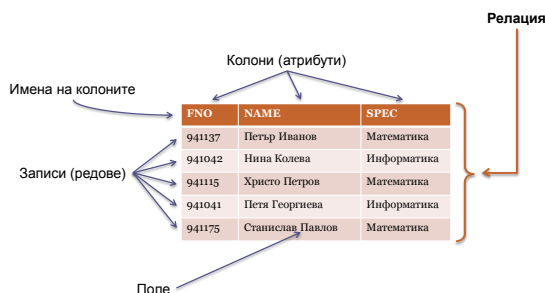 Релация
Колони (атрибути)
Имена на колоните
FNO NAME SPEC
941137 Петър Иванов Математика
941042 Нина Колева Информатика
Записи (редове)
941115 Христо Петров Математика
941041 Петя Георгиева Информатика
941175 Станислав Павлов Математика
Поле